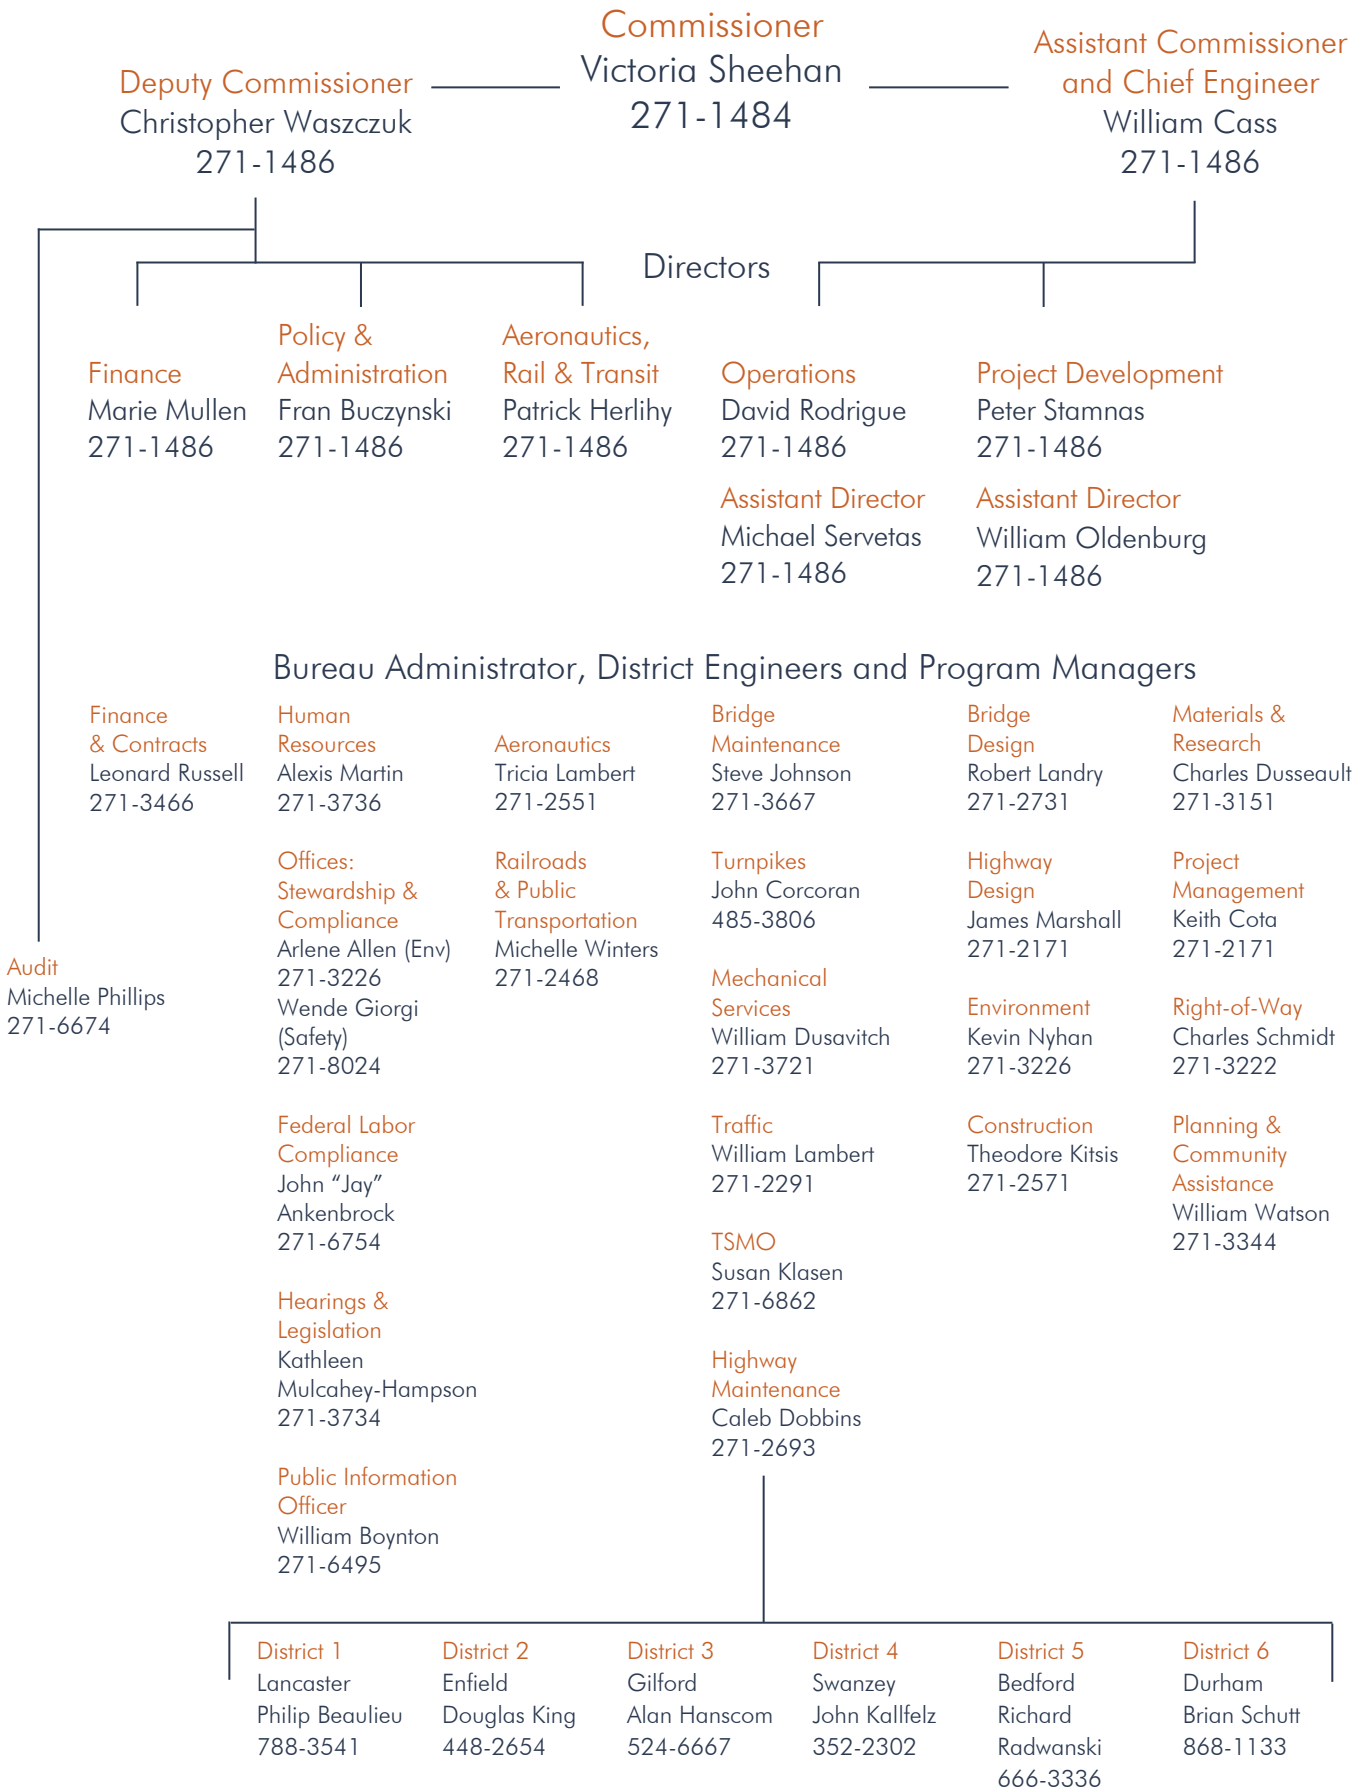 Commissioner
Victoria Sheehan
271-1484
Deputy Commissioner
Christopher Waszczuk
271-1486
Assistant Commissioner
and Chief Engineer
William Cass
271-1486
Directors
Finance
Marie Mullen
271-1486
Policy &
Administration
Fran Buczynski
271-1486
Aeronautics,
Rail & Transit
Patrick Herlihy
271-1486
Operations
David Rodrigue
271-1486
Assistant Director
Michael Servetas
271-1486
Project Development
Peter Stamnas
271-1486
Assistant Director
William Oldenburg
271-1486
Bureau Administrator, District Engineers and Program Managers
Audit
Michelle Phillips
271-6674
Finance
& Contracts
Leonard Russell
271-3466
Human
Resources
Alexis Martin
271-3736
Offices:
Stewardship &
Compliance
Arlene Allen (Env)
271-3226
Wende Giorgi
(Safety)
271-8024
Federal Labor
Compliance
John “Jay”
Ankenbrock
271-6754
Hearings &
Legislation
Kathleen
Mulcahey-Hampson
271-3734
Public Information
Officer
William Boynton
271-6495
Aeronautics
Tricia Lambert
271-2551
Railroads
& Public
Transportation
Michelle Winters
271-2468
Bridge
Maintenance
Steve Johnson
271-3667
Turnpikes
John Corcoran
485-3806
Mechanical
Services
William Dusavitch
271-3721
Traffic
William Lambert
271-2291
TSMO
Susan Klasen
271-6862
Highway
Maintenance
Caleb Dobbins
271-2693
Bridge
Design
Robert Landry
271-2731
Highway
Design
James Marshall
271-2171
Environment
Kevin Nyhan
271-3226
Construction
Theodore Kitsis
271-2571
Materials &
Research
Charles Dusseault
271-3151
Project
Management
Keith Cota
271-2171
Right-of-Way
Charles Schmidt
271-3222
Planning &
Community
Assistance
William Watson
271-3344
District 1
Lancaster
Philip Beaulieu
788-3541
District 2
Enfield
Douglas King
448-2654
District 3
Gilford
Alan Hanscom
524-6667
District 4
Swanzey
John Kallfelz
352-2302
District 5
Bedford
Richard
Radwanski
666-3336
District 6
Durham
Brian Schutt
868-1133